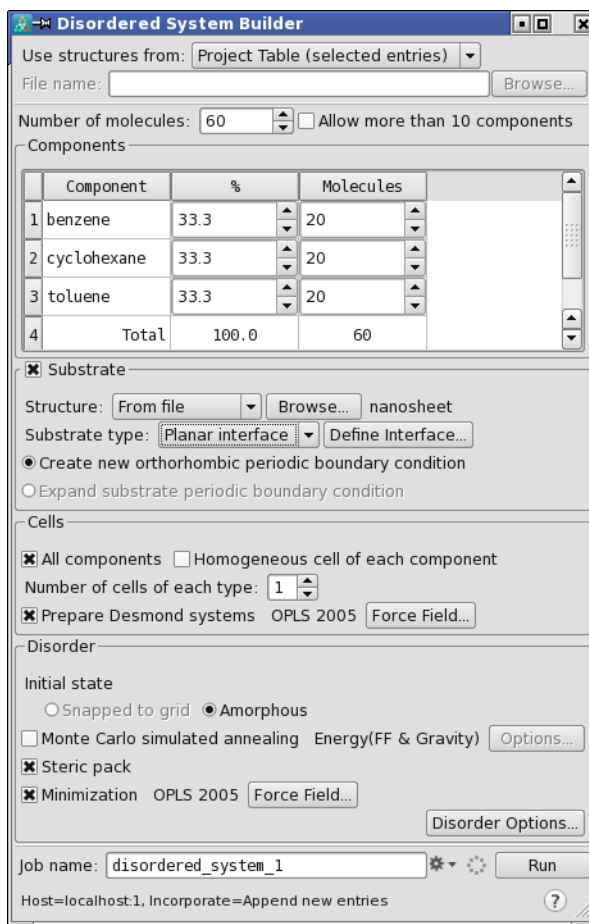 Disordered System Builder
Use structures from: Project Table (selected entries)
File name: Browse...
Number of molecules: 60 Allow more than 10 components
Components
Component % Molecules
1 benzene 33.3 20
2 cyclohexane 33.3 20
3 toluene 33.3 20
4 Total 100.0 60
Substrate
Structure: From file Browse... nanosheet
Substrate type: Planar interface Define Interface...
Create new orthorhombic periodic boundary condition
Expand substrate periodic boundary condition
Cells
All components Homogeneous cell of each component
Number of cells of each type: 1
Prepare Desmond systems OPLS 2005 Force Field...
Disorder
Initial state
Snapped to grid Amorphous
Monte Carlo simulated annealing Energy(FF & Gravity) Options...
Steric pack
Minimization OPLS 2005 Force Field...
Disorder Options...
Job name: disordered_system_1 Run
Host=localhost:1, Incorporate=Append new entries ?